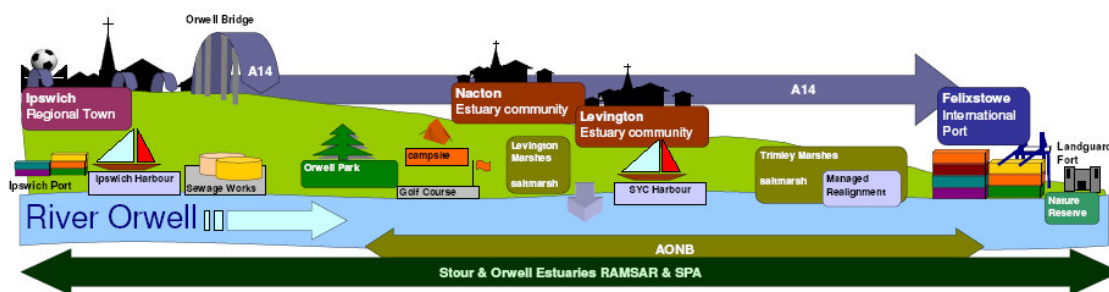 Orwell Bridge
A14
A14
Ipswich
Regional Town
Nacton
Estuary community
Levington
Estuary community
Felixstowe
International
Port
Ipswich Port
Ipswich Harbour
Sewage Works
Orwell Park
campsite
Golf Course
Levington
Marshes
saltmarsh
SYC Harbour
Trimley Marshes
saltmarsh
Managed
Realignment
Landguard
Fort
Nature
Reserve
River Orwell
AONB
Stour & Orwell Estuaries RAMSAR & SPA